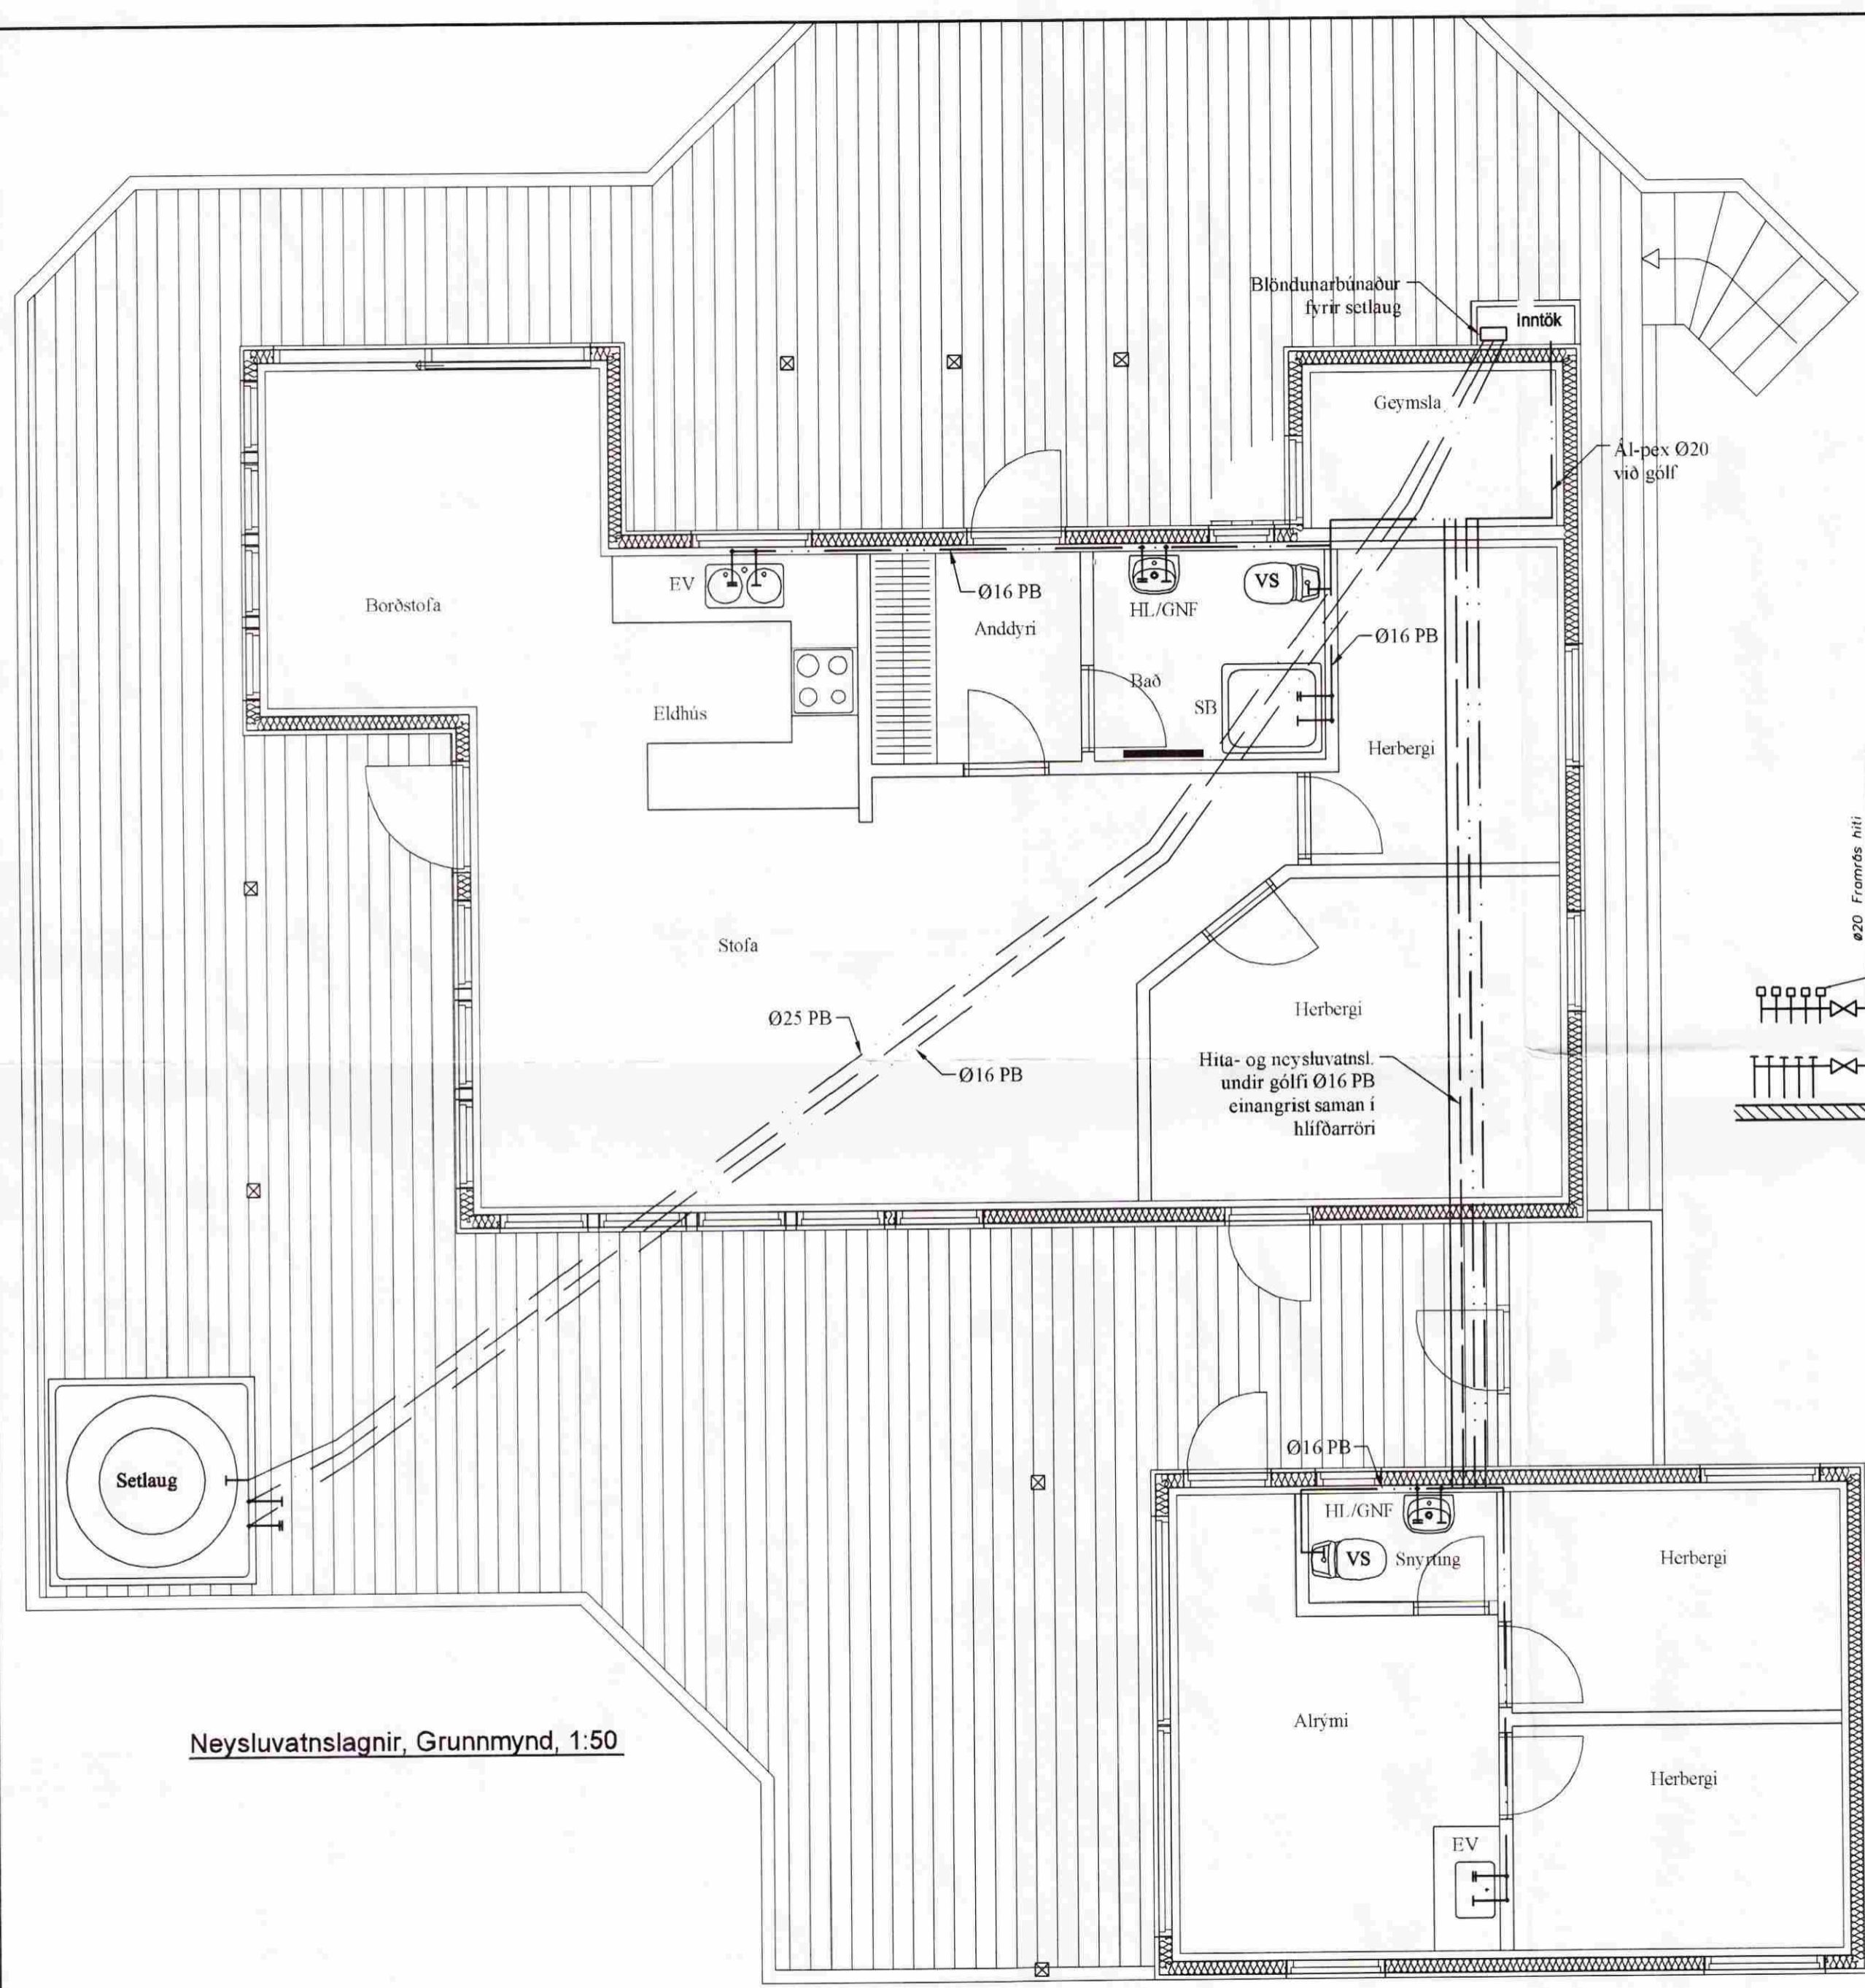 Blöndunarbúnaður
fyrir setlaug
inntök
Geymsla
Ál-pex Ø20
við gólf
Borðstofa
EV
Ø16 PB
Anddyri
HL/GNF
VS
Ø16 PB
Bað
SB
Eldhús
Herbergi
ø20 Framrás hiti
Stofa
Ø25 PB
Ø16 PB
Herbergi
Hita- og neysluvatnsl.
undir gólfi Ø16 PB
einangrist saman í
hlífðarröri
Setlaug
Ø16 PB
HL/GNF
VS
Snyrting
Herbergi
Alrými
Herbergi
EV
Neysluvatnslagnir, Grunnmynd, 1:50